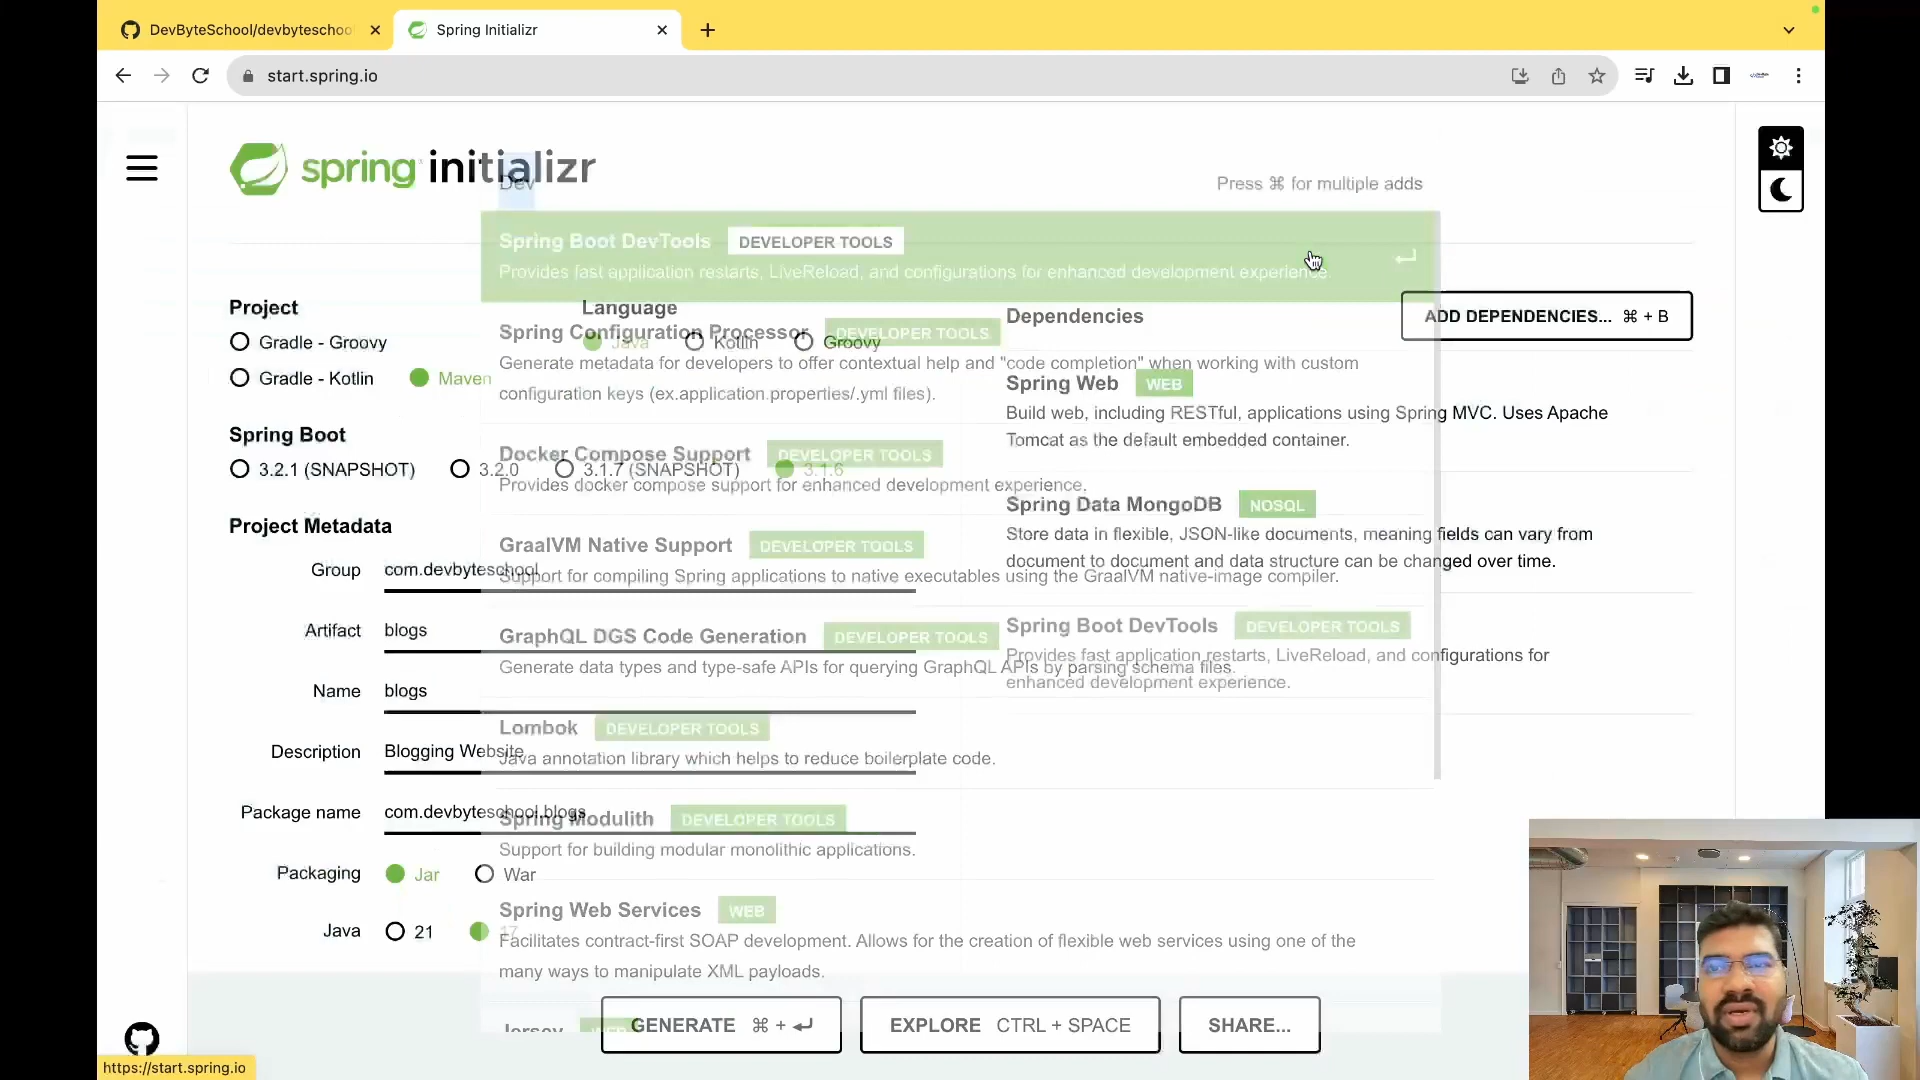 DevByteSchool/devbyteschoo
Spring Initializr
start.spring.io
spring initializr
Dev
Press ⌘ for multiple adds
Spring Boot DevTools DEVELOPER TOOLS
Provides fast application restarts, LiveReload, and configurations for enhanced development experience.
Project
Gradle - Groovy
Gradle - Kotlin Maven
Language
Java Kotlin Groovy
Spring Configuration Processor DEVELOPER TOOLS
Generate metadata for developers to offer contextual help and "code completion" when working with custom
configuration keys (ex.application.properties/.yml files).
Spring Boot
3.2.1 (SNAPSHOT) 3.2.0 3.1.7 (SNAPSHOT) 3.1.6
Docker Compose Support DEVELOPER TOOLS
Provides docker compose support for enhanced development experience.
Project Metadata
Group com.devbyteschool
Artifact blogs
Name blogs
Description Blogging Website
Package name com.devbyteschool.blogs
Packaging Jar War
Java 21 17
GraalVM Native Support DEVELOPER TOOLS
Support for compiling Spring applications to native executables using the GraalVM native-image compiler.
GraphQL DGS Code Generation DEVELOPER TOOLS
Generate data types and type-safe APIs for querying GraphQL APIs by parsing schema files.
Lombok DEVELOPER TOOLS
Java annotation library which helps to reduce boilerplate code.
Spring Modulith DEVELOPER TOOLS
Support for building modular monolithic applications.
Spring Web Services WEB
Facilitates contract-first SOAP development. Allows for the creation of flexible web services using one of the
many ways to manipulate XML payloads.
Jersey WEB
Dependencies
ADD DEPENDENCIES... ⌘ + B
Spring Web WEB
Build web, including RESTful, applications using Spring MVC. Uses Apache
Tomcat as the default embedded container.
Spring Data MongoDB NOSQL
Store data in flexible, JSON-like documents, meaning fields can vary from
document to document and data structure can be changed over time.
Spring Boot DevTools DEVELOPER TOOLS
Provides fast application restarts, LiveReload, and configurations for
enhanced development experience.
GENERATE ⌘ + ↵
EXPLORE CTRL + SPACE
SHARE...
https://start.spring.io